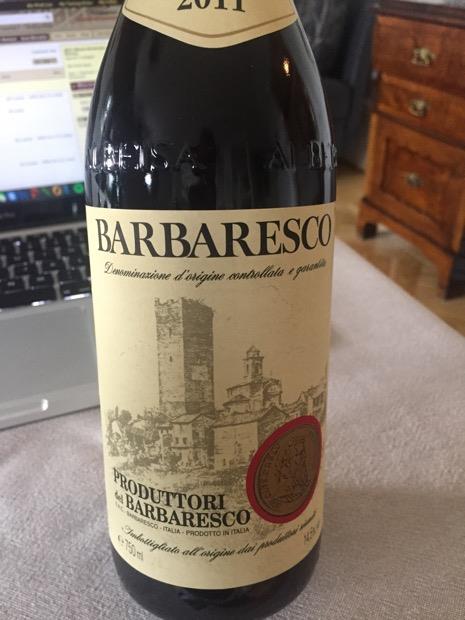 2011
BARBARESCO
Denominazione d'origine controllata e garantita
PRODUTTORI
del BARBARESCO
BARBARESCO - ITALIA - PRODOTTO IN ITALIA
Imbottigliato all'origine dai produttori
e 750 ml